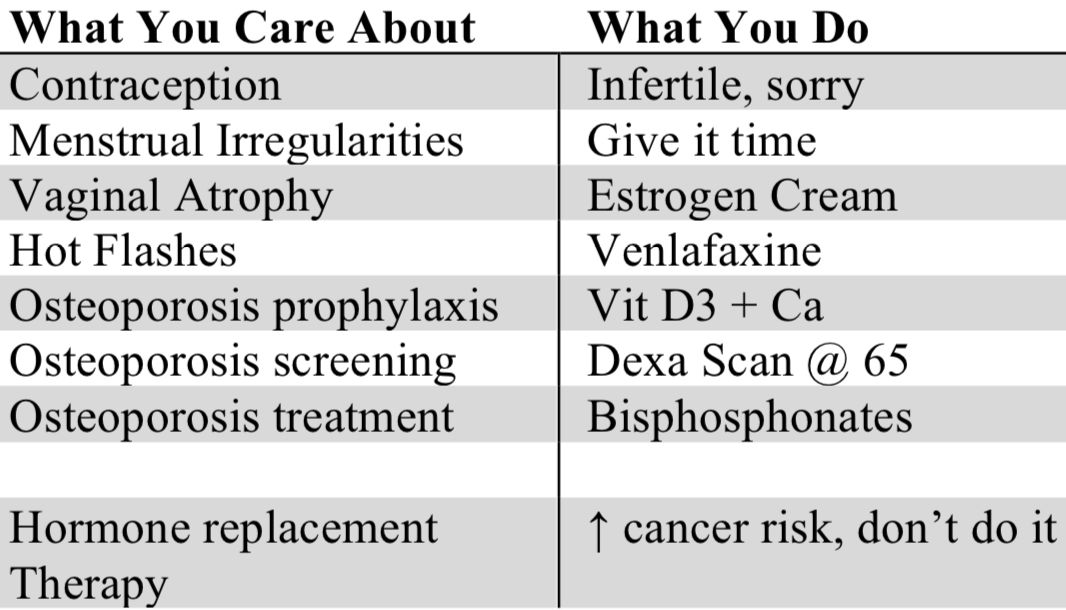 What You Care About What You Do
Contraception Infertile, sorry
Menstrual Irregularities Give it time
Vaginal Atrophy Estrogen Cream
Hot Flashes Venlafaxine
Osteoporosis prophylaxis Vit D3 + Ca
Osteoporosis screening Dexa Scan @ 65
Osteoporosis treatment Bisphosphonates
Hormone replacement ↑ cancer risk, don’t do it
Therapy